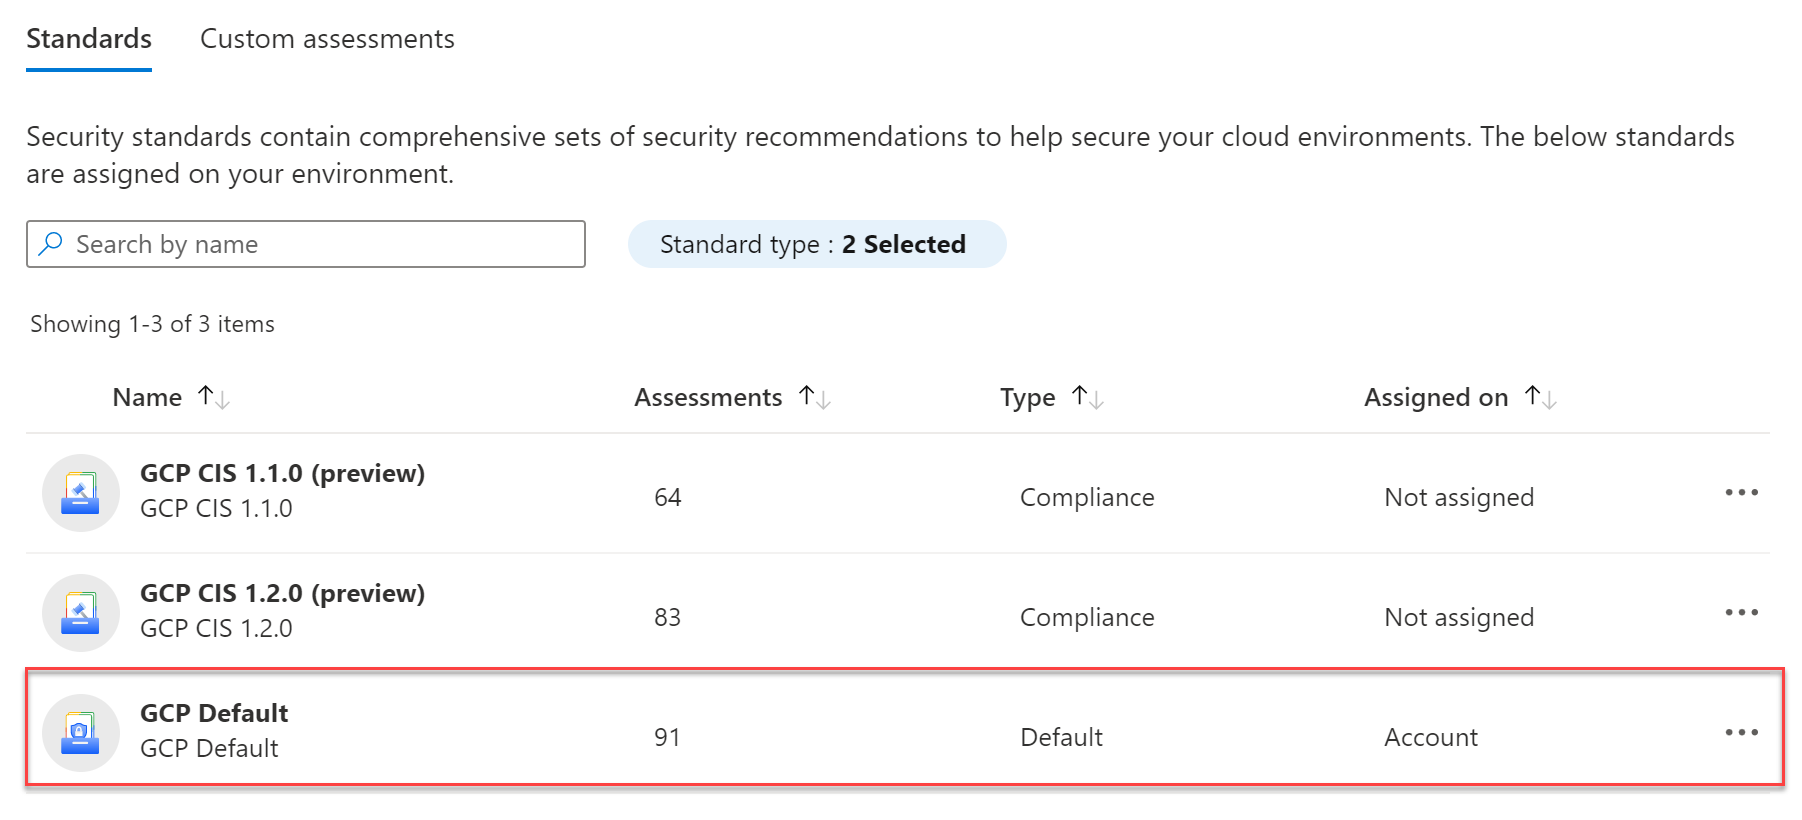 Standards Custom assessments
Security standards contain comprehensive sets of security recommendations to help secure your cloud environments. The below standards
are assigned on your environment.
Search by name Standard type : 2 Selected
Showing 1-3 of 3 items
Name Assessments Type Assigned on
GCP CIS 1.1.0 (preview)
GCP CIS 1.1.0 64 Compliance Not assigned
GCP CIS 1.2.0 (preview)
GCP CIS 1.2.0 83 Compliance Not assigned
GCP Default
GCP Default 91 Default Account